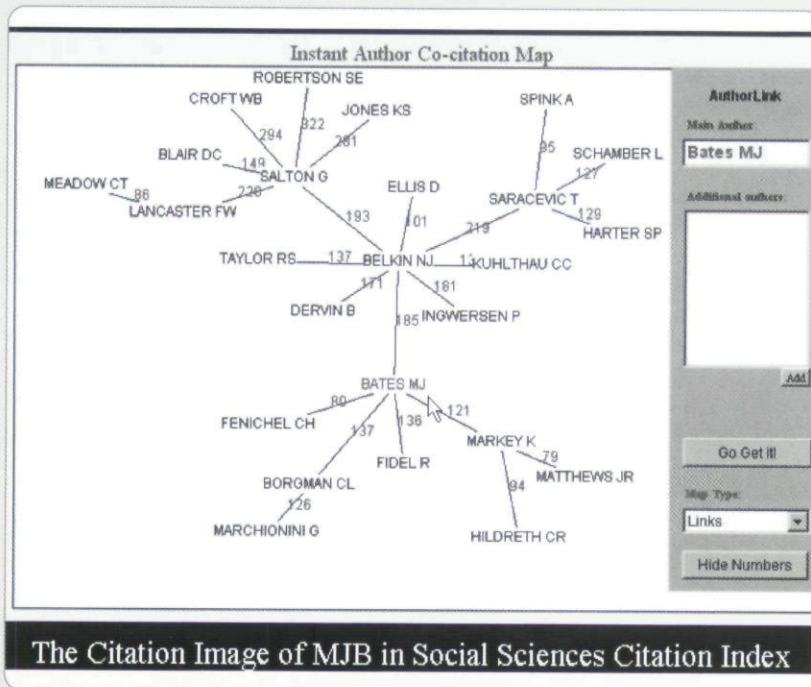 Instant Author Co-citation Map
ROBERTSON SE
CROFT WB
SPINK A
JONES KS
322
294
281
95
BLAIR DC
149
SCHAMBER L
127
SALTON G
MEADOW CT
86
ELLIS D
220
LANCASTER FW
SARACEVIC T
193
101
129
219
HARTER SP
TAYLOR RS
137
BELKIN NJ
13
KUHLTHAU CC
171
181
DERVIN B
185
INGWERSEN P
BATES MJ
80
121
FENICHEL CH
137
136
MARKEY K
FIDEL R
79
MATTHEWS JR
BORGMAN CL
94
126
MARCHIONINI G
HILDRETH CR
AuthorLink
Main Author:
Bates MJ
Additional authors:
Add
Go Get it!
Map Type:
Links
Hide Numbers
The Citation Image of MJB in Social Sciences Citation Index